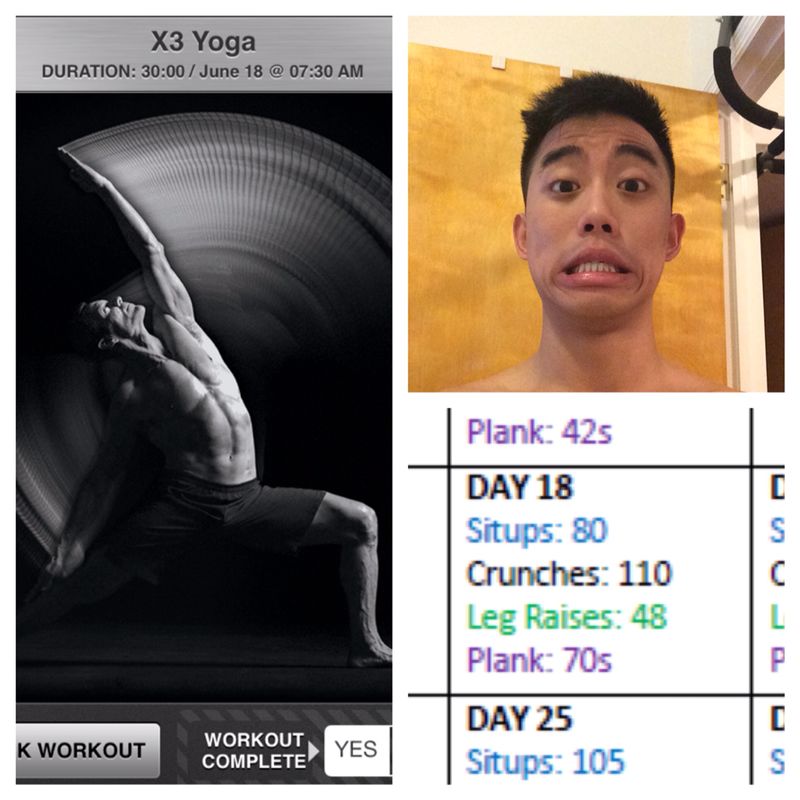 X3 Yoga
DURATION: 30:00 / June 18 @ 07:30 AM
K WORKOUT
WORKOUT
COMPLETE
YES
Plank: 42s
DAY 18
Situps: 80
Crunches: 110
Leg Raises: 48
Plank: 70s
DAY 25
Situps: 105
D
S
C
L
P
D
S